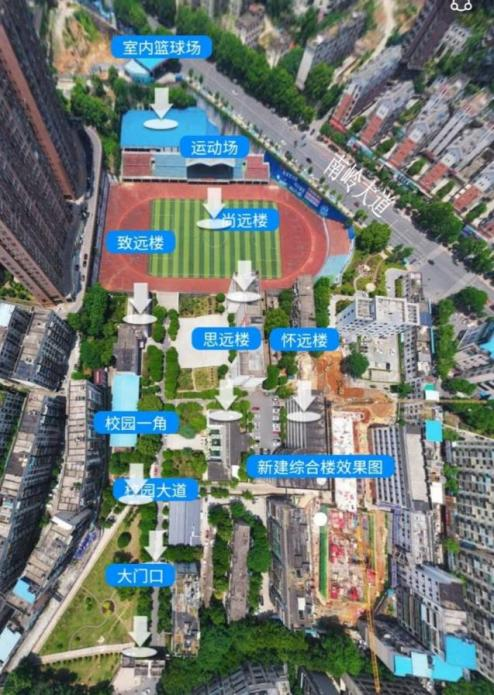 室内篮球场
运动场
南岭大道
尚远楼
致远楼
思远楼
怀远楼
校园一角
新建综合楼效果图
校园大道
大门口